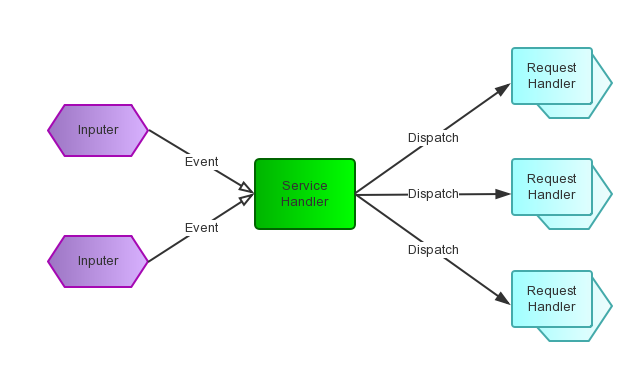 Request
Handler
Inputer
Dispatch
Event
Service
Handler
Dispatch
Request
Handler
Event
Inputer
Dispatch
Request
Handler